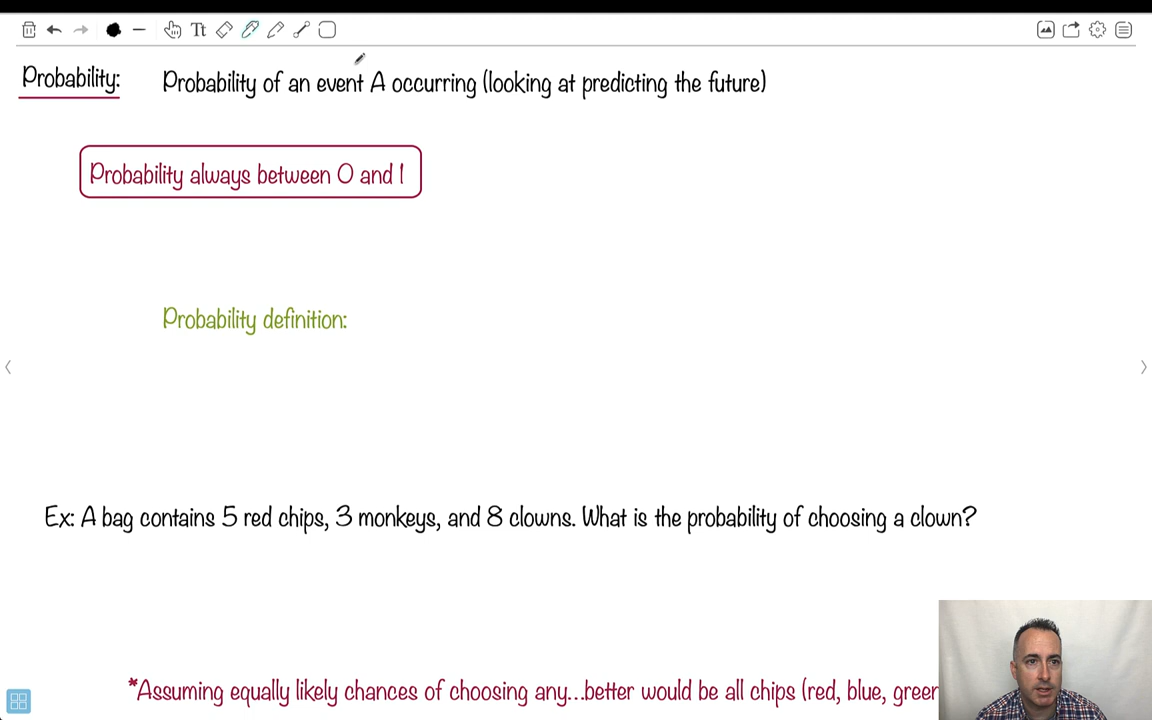 Tt
Probability: Probability of an event A occurring (looking at predicting the future)
Probability always between 0 and 1
Probability definition:
Ex: A bag contains 5 red chips, 3 monkeys, and 8 clowns. What is the probability of choosing a clown?
*Assuming equally likely chances of choosing any...better would be all chips (red, blue, green